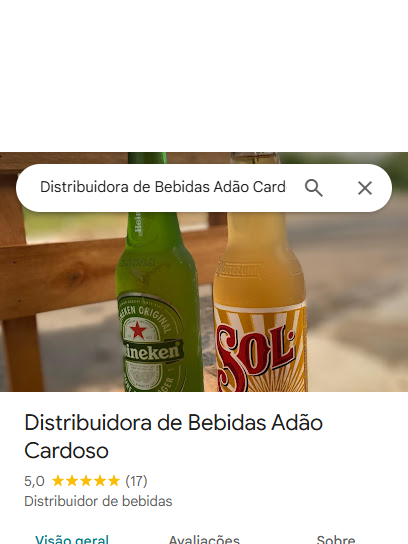 Distribuidora de Bebidas Adão Card
HEINEKEN ORIGINAL
Heineken
SOL
Distribuidora de Bebidas Adão
Cardoso
5,0 ★★★★★ (17)
Distribuidor de bebidas
Visão geral Avaliações Sobre